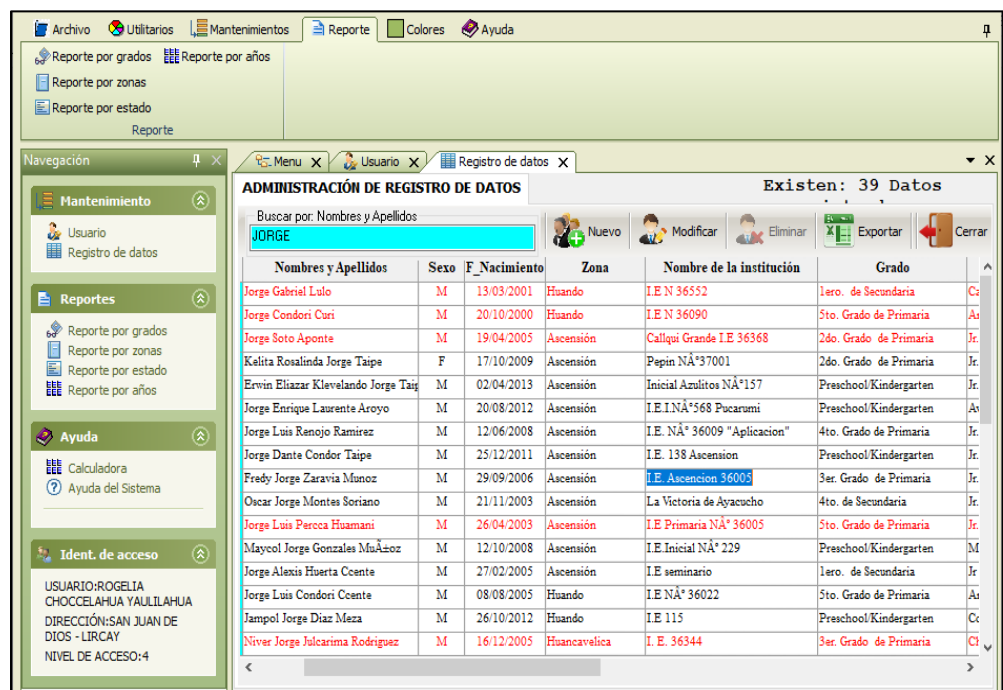 Archivo Utilitarios Mantenimientos Reporte Colores Ayuda
Reporte por grados Reporte por años
Reporte por zonas
Reporte por estado
Reporte
Navegación
Mantenimiento
Usuario
Registro de datos
Reportes
Reporte por grados
Reporte por zonas
Reporte por estado
Reporte por años
Ayuda
Calculadora
Ayuda del Sistema
Ident. de acceso
USUARIO:ROGELIA
CHOCCELAHUA YAULILAHUA
DIRECCIÓN:SAN JUAN DE
DIOS - LIRCAY
NIVEL DE ACCESO:4
Menu X Usuario X Registro de datos X
ADMINISTRACIÓN DE REGISTRO DE DATOS Existen: 39 Datos
Buscar por: Nombres y Apellidos
JORGE
Nuevo Modificar Eliminar Exportar Cerrar
Nombres y Apellidos Sexo F_Nacimiento Zona Nombre de la institución Grado
Jorge Gabriel Lulo M 13/03/2001 Huando I.E N 36552 1ero. de Secundaria
Jorge Condori Curi M 20/10/2000 Huando I.E N 36090 5to. Grado de Primaria
Jorge Soto Aponte M 19/04/2005 Ascensión Callqui Grande I.E 36368 2do. Grado de Primaria Jr.
Kelita Rosalinda Jorge Taipe F 17/10/2009 Ascensión Pepin NÂ°37001 2do. Grado de Primaria Jr.
Erwin Eliazar Klevelando Jorge Taip M 02/04/2013 Ascensión Inicial Azulitos NÂ°157 Preschool/Kindergarten Jr.
Jorge Enrique Laurente Aroyo M 20/08/2012 Ascensión I.E.I.NÂ°568 Pucarumi Preschool/Kindergarten
Jorge Luis Renojo Ramirez M 12/06/2008 Ascensión I.E. NÂ° 36009 "Aplicacion" 4to. Grado de Primaria Jr.
Jorge Dante Condor Taipe M 25/12/2011 Ascensión I.E. 138 Ascension Preschool/Kindergarten Jr.
Fredy Jorge Zaravia Munoz M 29/09/2006 Ascensión I.E. Ascencion 36005 3er. Grado de Primaria Jr.
Oscar Jorge Montes Soriano M 21/11/2003 Ascensión La Victoria de Ayacucho 4to. de Secundaria Jr.
Jorge Luis Percca Huamani M 26/04/2003 Ascensión I.E Primaria NÂ° 36005 5to. Grado de Primaria Jr.
Maycol Jorge Gonzales MuÃ±oz M 12/10/2008 Ascensión I.E.Inicial NÂ° 229 Preschool/Kindergarten
Jorge Alexis Huerta Ccente M 27/02/2005 Ascensión I.E seminario 1ero. de Secundaria Jr
Jorge Luis Condori Ccente M 08/08/2005 Huando I.E NÂ° 36022 5to. Grado de Primaria
Jampol Jorge Diaz Meza M 26/10/2012 Huando I.E 115 Preschool/Kindergarten
Niver Jorge Julcarima Rodriguez M 16/12/2005 Huancavelica I. E. 36344 3er. Grado de Primaria